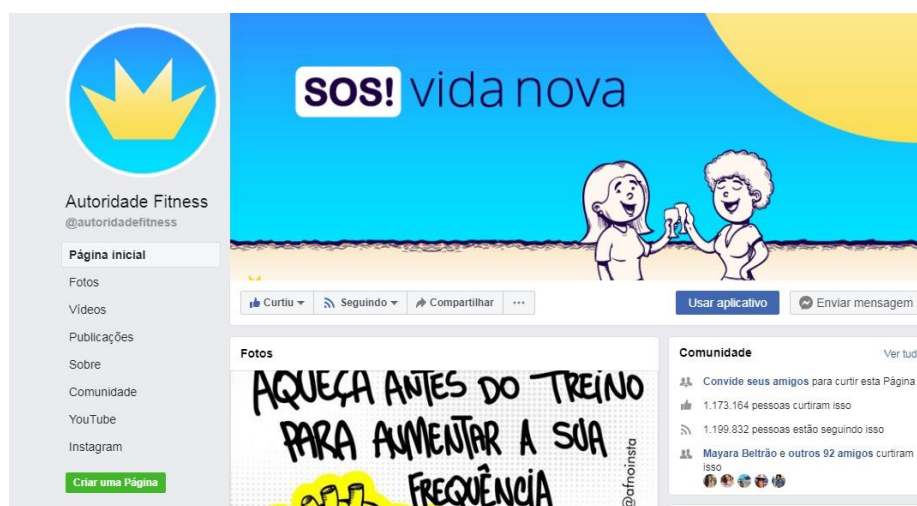 SOS! vida nova
Autoridade Fitness
@autoridadefitness
Página inicial
Fotos
Vídeos
Publicações
Sobre
Comunidade
YouTube
Instagram
Criar uma Página
Curtiu
Seguindo
Compartilhar
Usar aplicativo
Enviar mensagem
Fotos
AQUEÇA ANTES DO TREINO
PARA AUMENTAR A SUA
FREQUÊNCIA
@afnoinsta
Comunidade
Ver tud
Convide seus amigos para curtir esta Página
1.173.164 pessoas curtiram isso
1.199.832 pessoas estão seguindo isso
Mayara Beltrão e outros 92 amigos curtiram
isso